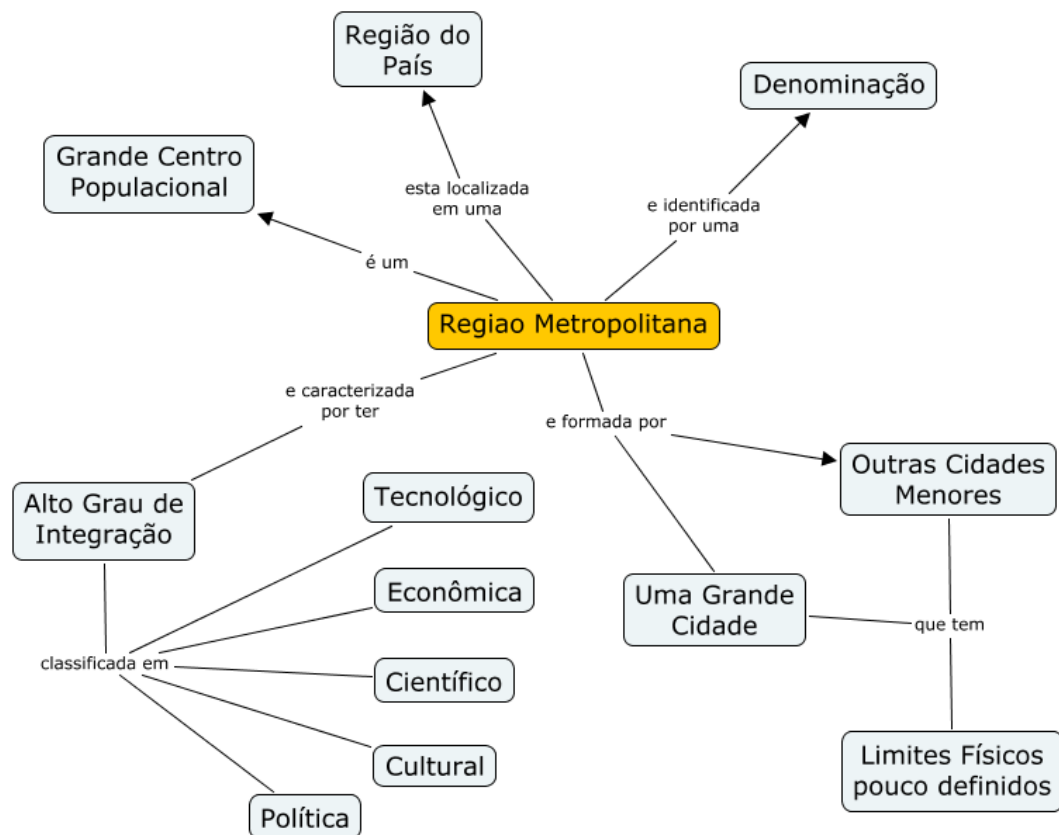 Região do
País
Denominação
Grande Centro
Populacional
esta localizada
em uma
e identificada
por uma
é um
Regiao Metropolitana
e caracterizada
por ter
e formada por
Outras Cidades
Menores
Alto Grau de
Integração
Tecnológico
Econômica
Uma Grande
Cidade
que tem
classificada em
Científico
Cultural
Limites Físicos
pouco definidos
Política